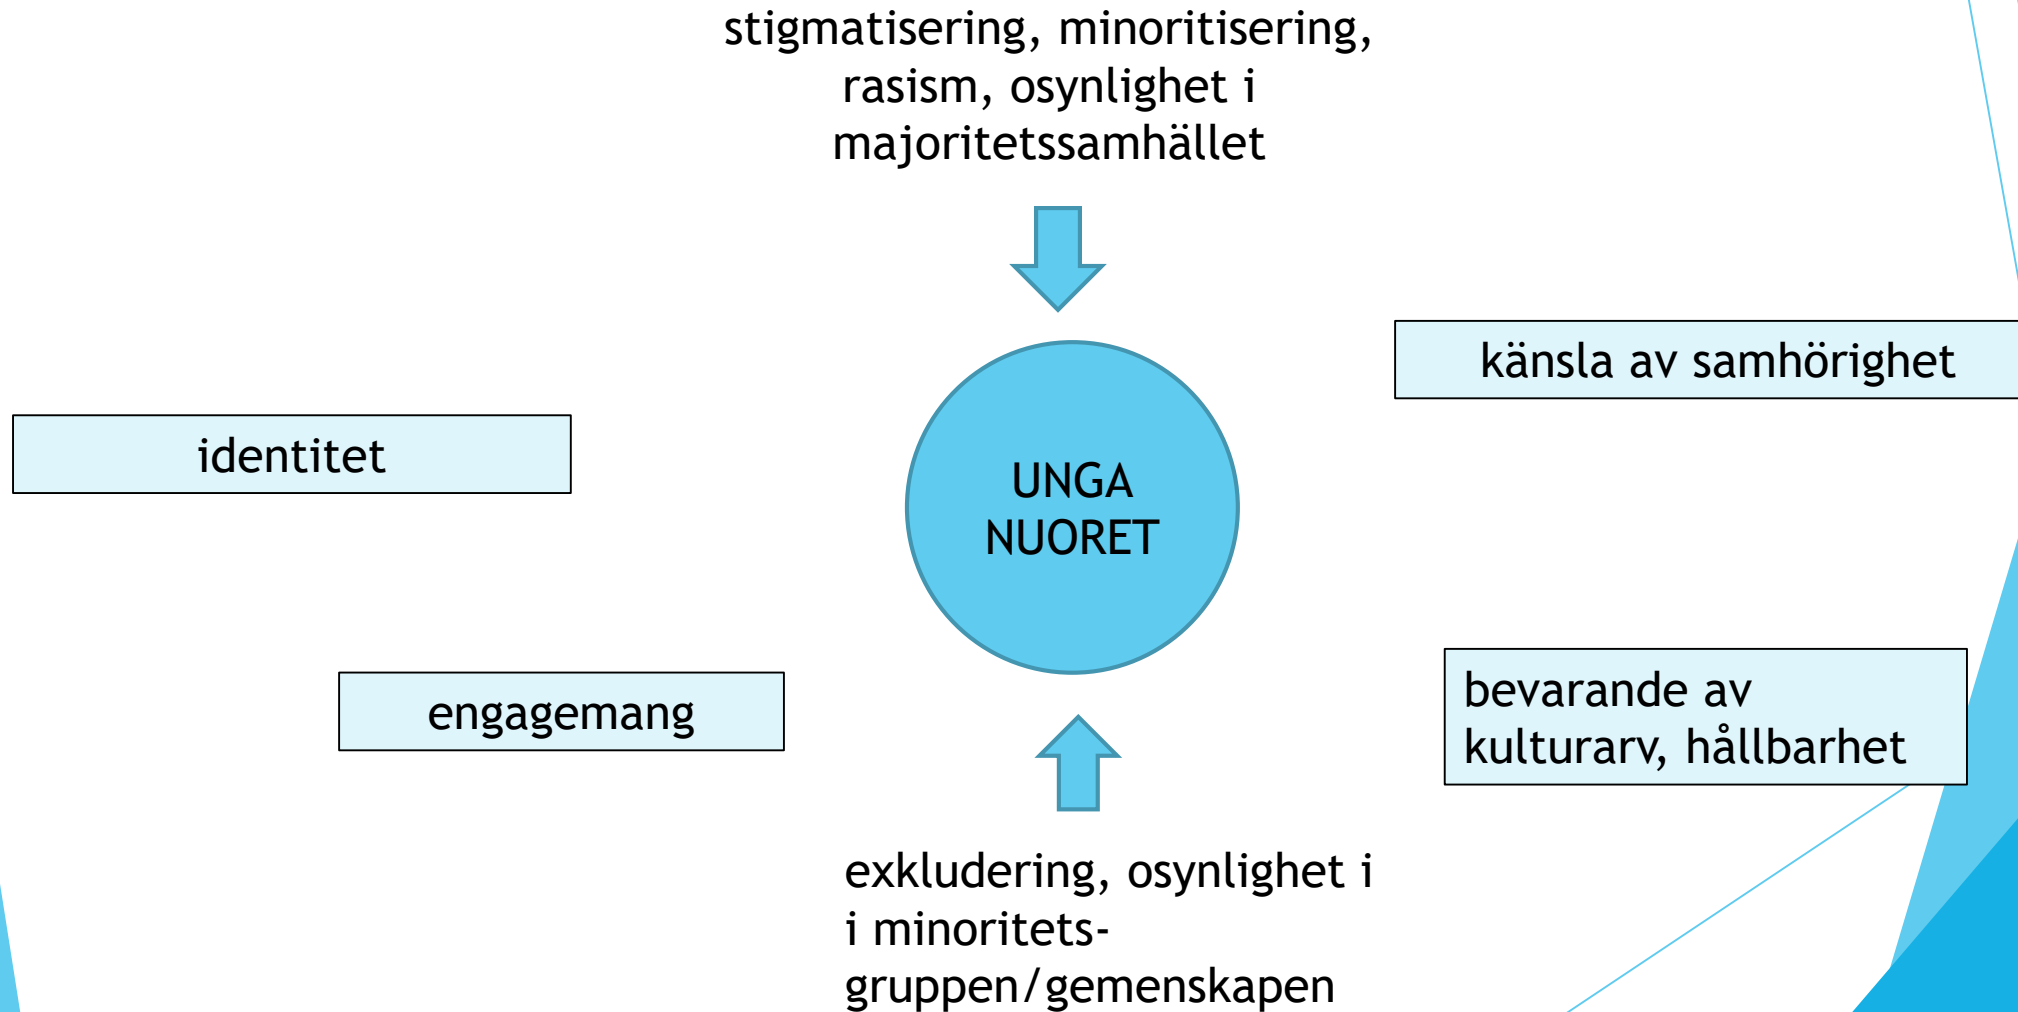 stigmatisering, minoritisering,
rasism, osynlighet i
majoritetssamhället
känsla av samhörighet
identitet
UNGA
NUORET
engagemang
bevarande av
kulturarv, hållbarhet
exkludering, osynlighet i
i minoritets-
gruppen/gemenskapen